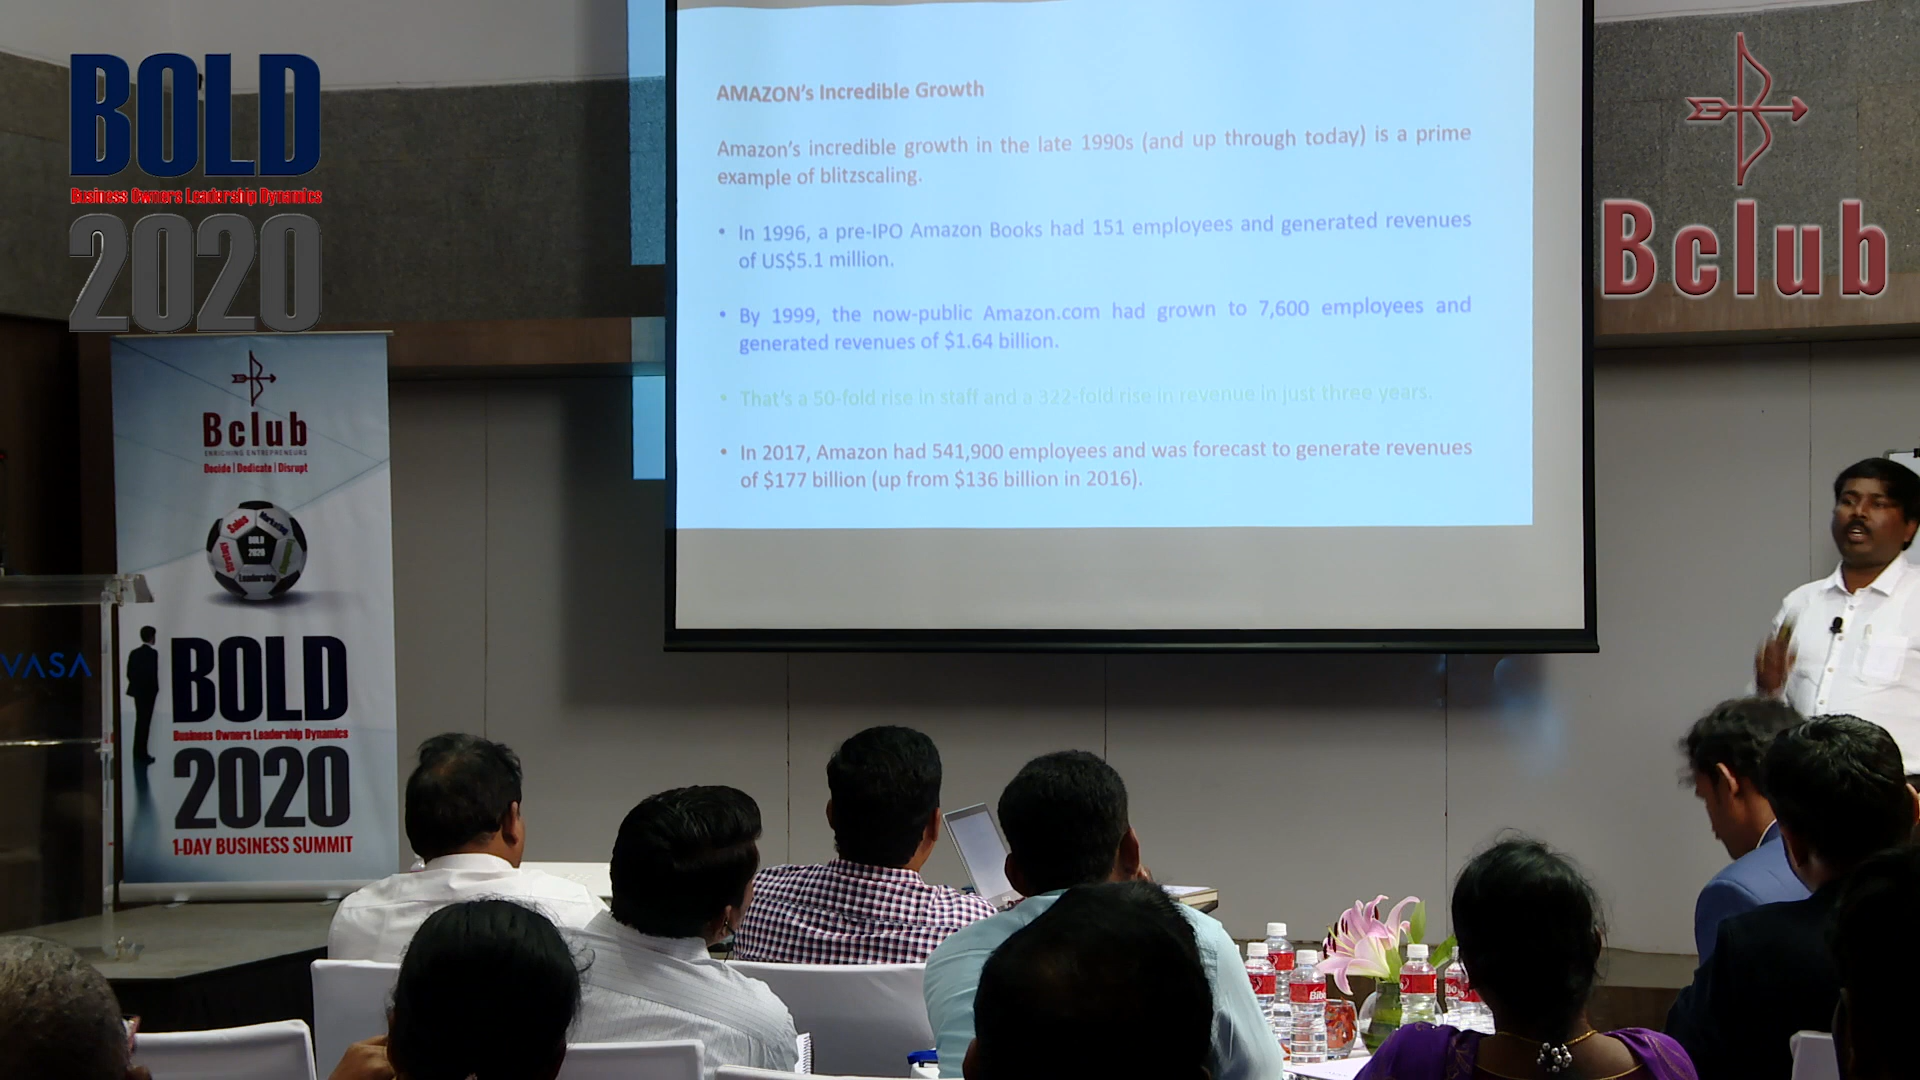 BOLD
Business Owners Leadership Dynamics
2020
Bclub
AMAZON's Incredible Growth
Amazon's incredible growth in the late 1990s (and up through today) is a prime
example of blitzscaling.
• In 1996, a pre-IPO Amazon Books had 151 employees and generated revenues
of US$5.1 million.
• By 1999, the now-public Amazon.com had grown to 7,600 employees and
generated revenues of $1.64 billion.
• That's a 50-fold rise in staff and a 322-fold rise in revenue in just three years.
• In 2017, Amazon had 541,900 employees and was forecast to generate revenues
of $177 billion (up from $136 billion in 2016).
Bclub
ENRICHING ENTREPRENEURS
Decide | Dedicate | Disrupt
Sales
Marketing
BOLD
2020
Strategy
Leadership
BOLD
Business Owners Leadership Dynamics
2020
1-DAY BUSINESS SUMMIT
VASA